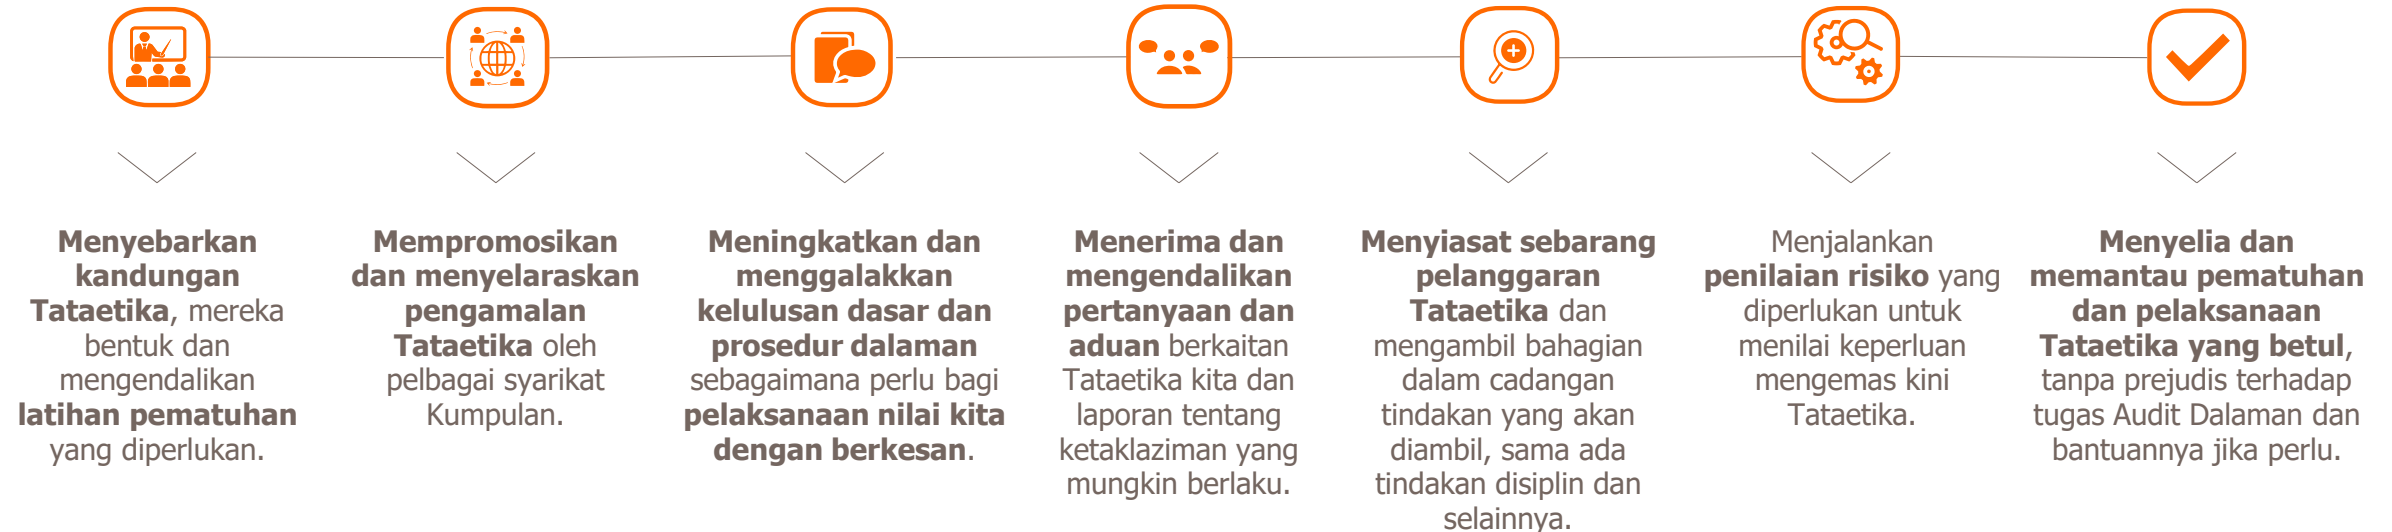 Menyebarkan
kandungan
Tataetika, mereka
bentuk dan
mengendalikan
latihan pematuhan
yang diperlukan.
Mempromosikan
dan menyelaraskan
pengamalan
Tataetika oleh
pelbagai syarikat
Kumpulan.
Meningkatkan dan
menggalakkan
kelulusan dasar dan
prosedur dalaman
sebagaimana perlu bagi
pelaksanaan nilai kita
dengan berkesan.
Menerima dan
mengendalikan
pertanyaan dan
aduan berkaitan
Tataetika kita dan
laporan tentang
ketaklaziman yang
mungkin berlaku.
Menyiasat sebarang
pelanggaran
Tataetika dan
mengambil bahagian
dalam cadangan
tindakan yang akan
diambil, sama ada
tindakan disiplin dan
selainnya.
Menjalankan
penilaian risiko yang
diperlukan untuk
menilai keperluan
mengemas kini
Tataetika.
Menyelia dan
memantau pematuhan
dan pelaksanaan
Tataetika yang betul,
tanpa prejudis terhadap
tugas Audit Dalaman dan
bantuannya jika perlu.